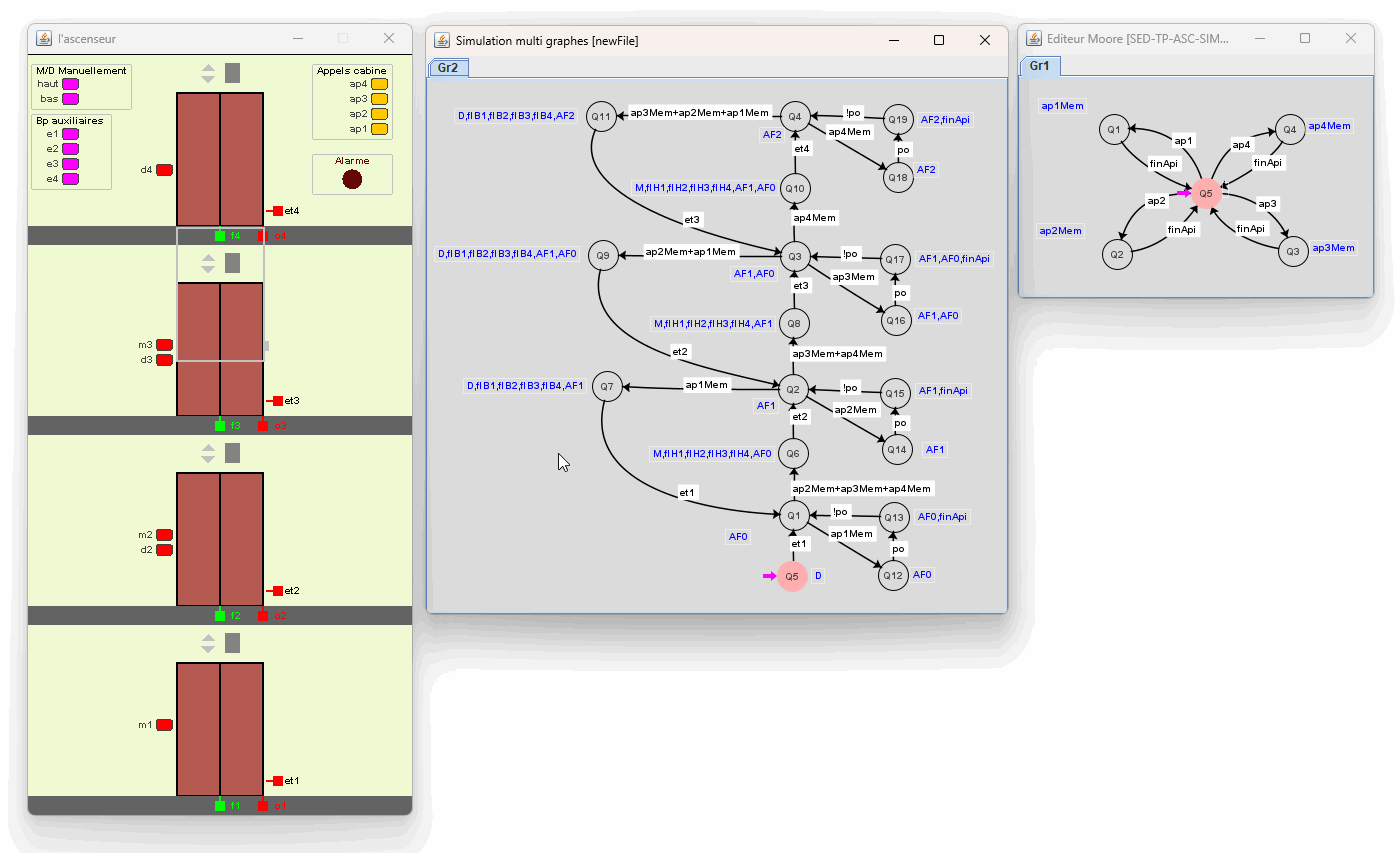 l'ascenseur
M/D Manuellement
haut
bas
Bp auxiliaires
e1
e2
e3
e4
Appels cabine
ap4
ap3
ap2
ap1
Alarme
d4
et4
f4
o4
m3
d3
et3
f3
o3
m2
d2
et2
f2
o2
m1
et1
f1
o1
Simulation multi graphes [newFile]
Gr2
D,flB1,flB2,flB3,flB4,AF2
Q11
ap3Mem+ap2Mem+ap1Mem
Q4
!po
Q19
AF2,finApi
AF2
ap4Mem
po
et4
Q18
AF2
M,flH1,flH2,flH3,flH4,AF1,AF0
Q10
et3
ap4Mem
D,flB1,flB2,flB3,flB4,AF1,AF0
Q9
ap2Mem+ap1Mem
Q3
!po
Q17
AF1,AF0,finApi
AF1,AF0
ap3Mem
et3
po
M,flH1,flH2,flH3,flH4,AF1
Q8
Q16
AF1,AF0
et2
ap3Mem+ap4Mem
D,flB1,flB2,flB3,flB4,AF1
Q7
ap1Mem
Q2
!po
Q15
AF1,finApi
AF1
ap2Mem
et2
po
M,flH1,flH2,flH3,flH4,AF0
Q6
Q14
AF1
et1
ap2Mem+ap3Mem+ap4Mem
Q1
!po
Q13
AF0,finApi
AF0
ap1Mem
et1
po
Q5
D
Q12
AF0
Editeur Moore [SED-TP-ASC-SIM...
Gr1
ap1Mem
Q1
ap1
ap4
Q4
ap4Mem
finApi
finApi
Q5
ap2
ap3
ap2Mem
finApi
finApi
Q2
Q3
ap3Mem